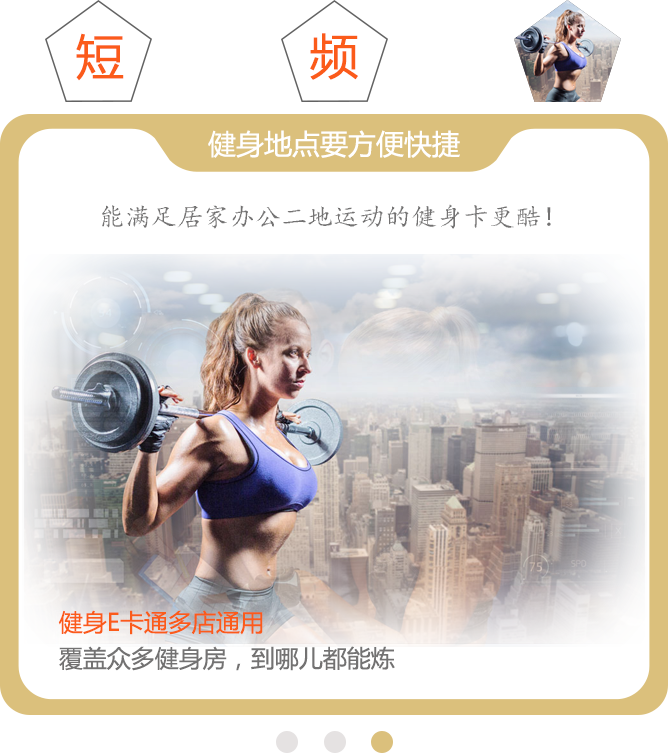 短
频
健身地点要方便快捷
能满足居家办公二地运动的健身卡更酷！
健身E卡通多店通用
覆盖众多健身房，到哪儿都能炼